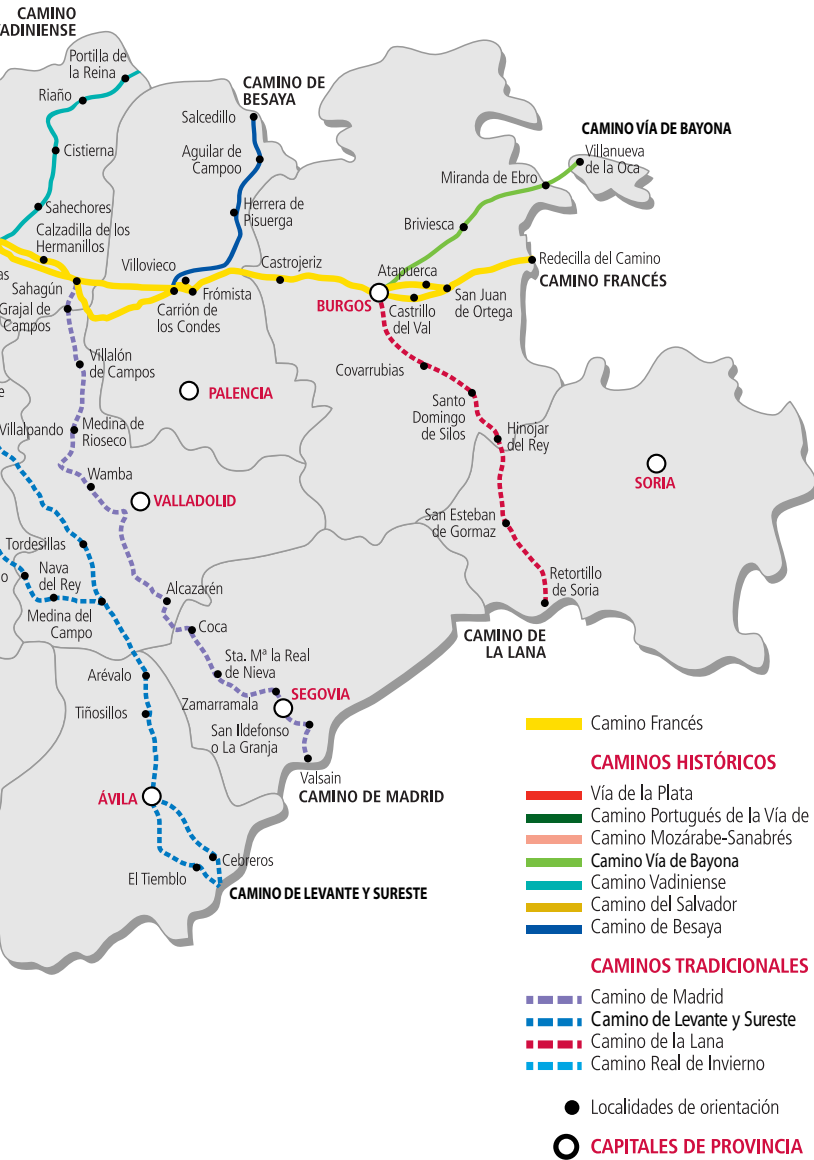 CAMINO
VADINIENSE
Portilla de
la Reina
Riaño
Cistierna
Sahechores
Calzadilla de los
Hermanillos
as
Sahagún
Grajal de
Campos
CAMINO DE
BESAYA
Salcedillo
Aguilar de
Campoo
Herrera de
Pisuerga
Villovieco
Frómista
Carrión de
los Condes
Castrojeriz
CAMINO VÍA DE BAYONA
Villanueva
de la Oca
Miranda de Ebro
Briviesca
Redecilla del Camino
CAMINO FRANCÉS
Atapuerca
BURGOS
Castrillo
del Val
San Juan
de Ortega
Covarrubias
Santo
Domingo
de Silos
Hinojar
del Rey
San Esteban
de Gormaz
Retortillo
de Soria
CAMINO DE
LA LANA
SORIA
Villalón
de Campos
PALENCIA
e
Villalpando
Medina de
Rioseco
Wamba
VALLADOLID
Tordesillas
o
Nava
del Rey
Medina del
Campo
Alcazarén
Coca
Sta. Mª la Real
de Nieva
Arévalo
Tiñosillos
Zamarramala
SEGOVIA
San Ildefonso
o La Granja
Valsain
CAMINO DE MADRID
ÁVILA
Cebreros
El Tiemblo
CAMINO DE LEVANTE Y SURESTE
Camino Francés
CAMINOS HISTÓRICOS
Vía de la Plata
Camino Portugués de la Vía de
Camino Mozárabe-Sanabrés
Camino Vía de Bayona
Camino Vadiniense
Camino del Salvador
Camino de Besaya
CAMINOS TRADICIONALES
Camino de Madrid
Camino de Levante y Sureste
Camino de la Lana
Camino Real de Invierno
Localidades de orientación
CAPITALES DE PROVINCIA